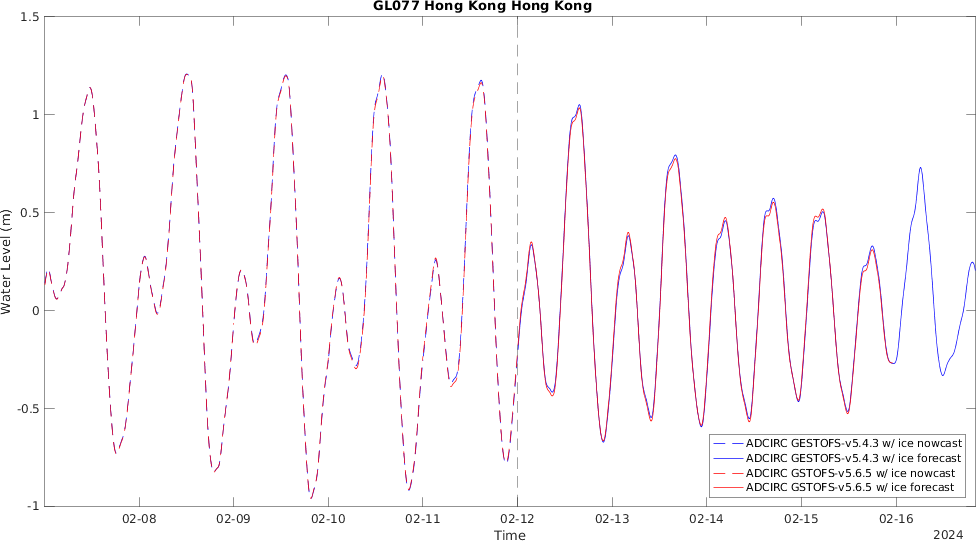 GL077 Hong Kong Hong Kong
1.5
1
0.5
0
-0.5
-1
Water Level (m)
ADCIRC GESTOFS-v5.4.3 w/ ice nowcast
ADCIRC GESTOFS-v5.4.3 w/ ice forecast
ADCIRC GSTOFS-v5.6.5 w/ ice nowcast
ADCIRC GSTOFS-v5.6.5 w/ ice forecast
02-08 02-09 02-10 02-11 02-12 02-13 02-14 02-15 02-16
Time
2024